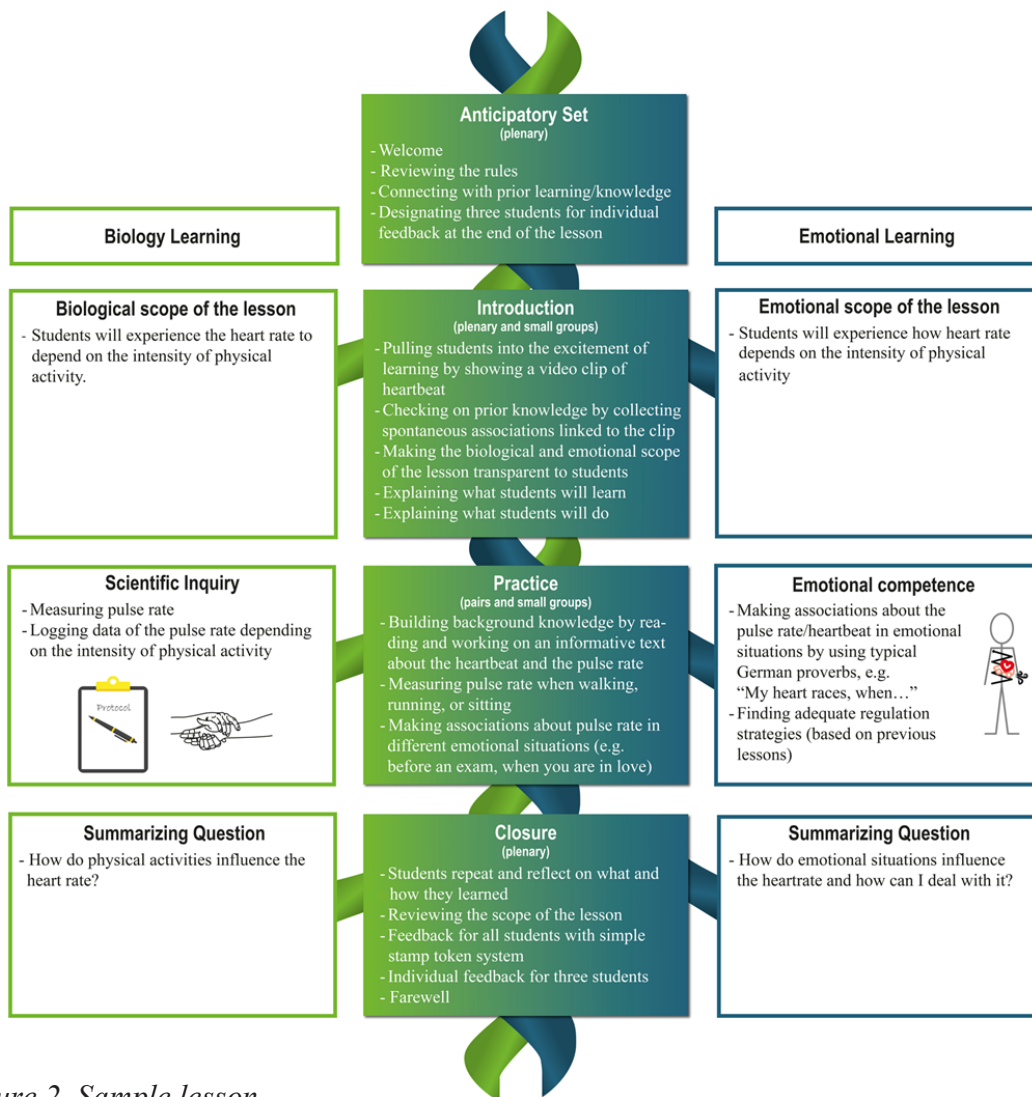 Anticipatory Set
(plenary)
- Welcome
- Reviewing the rules
- Connecting with prior learning/knowledge
- Designating three students for individual
feedback at the end of the lesson
Biology Learning
Emotional Learning
Biological scope of the lesson
- Students will experience the heart rate to
depend on the intensity of physical
activity.
Introduction
(plenary and small groups)
- Pulling students into the excitement of
learning by showing a video clip of
heartbeat
- Checking on prior knowledge by collecting
spontaneous associations linked to the clip
- Making the biological and emotional scope
of the lesson transparent to students
- Explaining what students will learn
- Explaining what students will do
Emotional scope of the lesson
- Students will experience how heart rate
depends on the intensity of physical
activity
Scientific Inquiry
- Measuring pulse rate
- Logging data of the pulse rate depending
on the intensity of physical activity
Protocol
Practice
(pairs and small groups)
- Building background knowledge by rea-
ding and working on an informative text
about the heartbeat and the pulse rate
- Measuring pulse rate when walking,
running, or sitting
- Making associations about pulse rate in
different emotional situations (e.g.
before an exam, when you are in love)
Emotional competence
- Making associations about the
pulse rate/heartbeat in emotional
situations by using typical
German proverbs, e.g.
“My heart races, when…”
- Finding adequate regulation
strategies (based on previous
lessons)
Summarizing Question
- How do physical activities influence the
heart rate?
Closure
(plenary)
- Students repeat and reflect on what and
how they learned
- Reviewing the scope of the lesson
- Feedback for all students with simple
stamp token system
- Individual feedback for three students
- Farewell
Summarizing Question
- How do emotional situations influence
the heartrate and how can I deal with it?
ure 2. Sample lesson